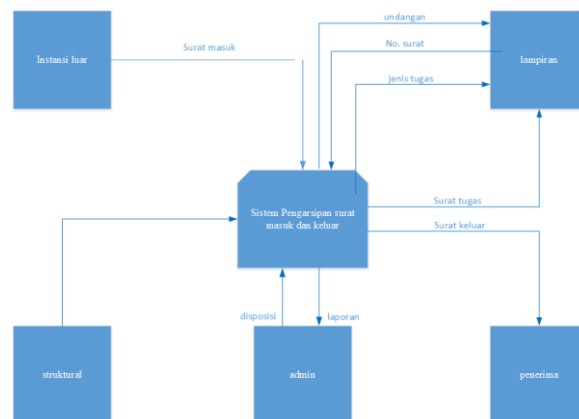 undangan
Surat masuk
No. surat
Instansi luar
lampiran
jenis tugas
Surat tugas
Sistem Pengarsipan surat
masuk dan keluar
Surat keluar
disposisi
laporan
struktural
admin
penerima